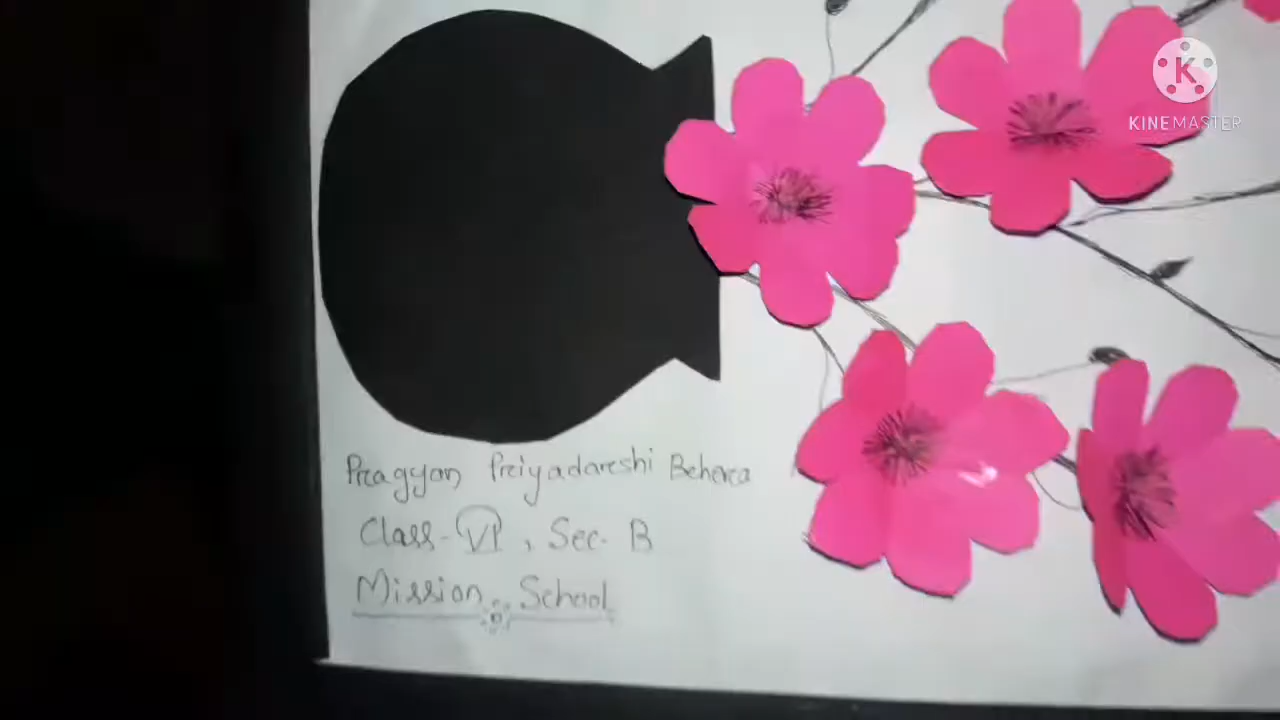 KINEMASTER
Pragyan Priyadarshi Behera
Class-VI, Sec. B
Mission School